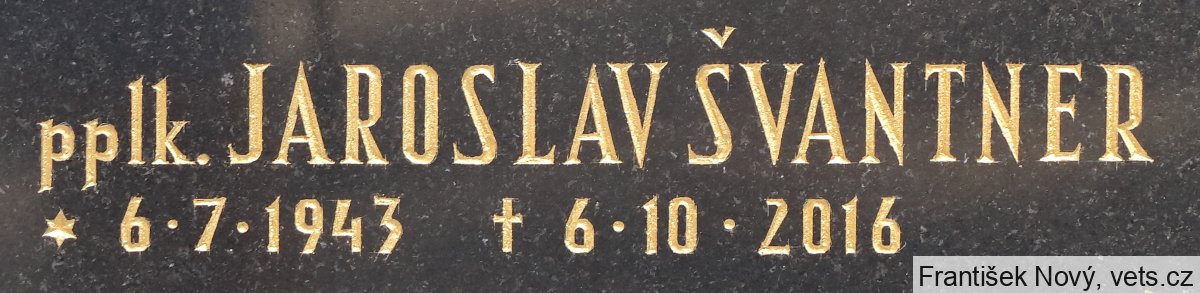 pplk. JAROSLAV ŠVANTNER
* 6·7·1943 † 6·10·2016
František Nový, vets.cz